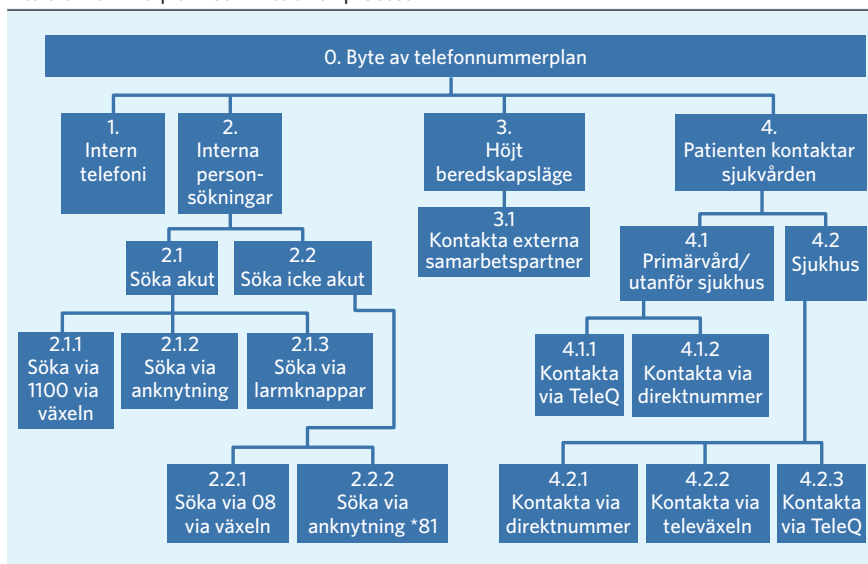 0. Byte av telefonnummerplan
1.
Intern
telefoni
2.
Interna
person-
sökningar
3.
Höjt
beredskapsläge
4.
Patienten kontaktar
sjukvården
3.1
Kontakta externa
samarbetspartner
2.1
Söka akut
2.2
Söka icke akut
4.1
Primärvård/
utanför sjukhus
4.2
Sjukhus
2.1.1
Söka via
1100 via
växeln
2.1.2
Söka via
anknytning
2.1.3
Söka via
larmknappar
4.1.1
Kontakta
via TeleQ
4.1.2
Kontakta via
direktnummer
2.2.1
Söka via 08
via växeln
2.2.2
Söka via
anknytning *81
4.2.1
Kontakta via
direktnummer
4.2.2
Kontakta via
televäxeln
4.2.3
Kontakta
via TeleQ